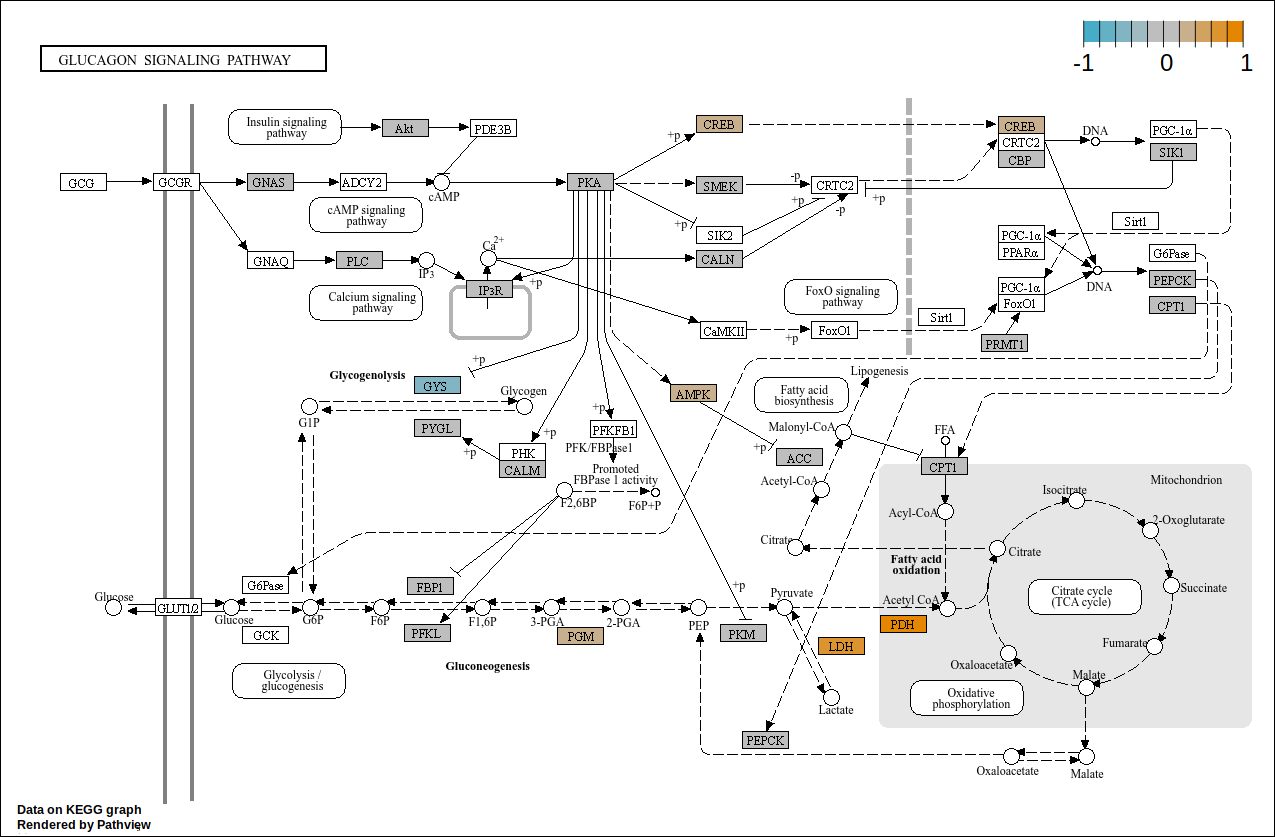 GLUCAGON SIGNALING PATHWAY
-1 0 1
Insulin signaling
pathway
Akt
PDE3B
CREB
+p
CREB
CRTC2
CBP
DNA
PGC-1α
SIK1
GCG
GCGR
GNAS
ADCY2
cAMP
PKA
SMEK
-p
CRTC2
+p
-p
+p
cAMP signaling
pathway
+p
SIK2
Sirt1
PGC-1α
PPARα
GNAQ
PLC
IP3
Ca2+
CALN
G6Pase
DNA
PEPCK
IP3R
+p
Calcium signaling
pathway
FoxO signaling
pathway
PGC-1α
FoxO1
CPT1
Sirt1
CaMKII
+p
FoxO1
PRMT1
+p
Glycogenolysis
GYS
Glycogen
AMPK
Fatty acid
biosynthesis
Lipogenesis
G1P
+p
PYGL
+p
+p
PFKFB1
PFK/FBPase1
PHK
CALM
Malonyl-CoA
+p
ACC
FFA
CPT1
Promoted
FBPase 1 activity
F2,6BP
F6P+P
Acetyl-CoA
Isocitrate
Mitochondrion
Acyl-CoA
2-Oxoglutarate
Citrate
Citrate
Fatty acid
oxidation
G6Pase
FBP1
+p
Pyruvate
Acetyl CoA
Citrate cycle
(TCA cycle)
Succinate
Glucose
GLUT1/2
Glucose
G6P
F6P
F1,6P
3-PGA
2-PGA
PEP
GCK
PFKL
PGM
PKM
LDH
PDH
Fumarate
Oxaloacetate
Gluconeogenesis
Glycolysis /
glucogenesis
Malate
Lactate
Oxidative
phosphorylation
PEPCK
Oxaloacetate
Malate
Data on KEGG graph
Rendered by Pathview